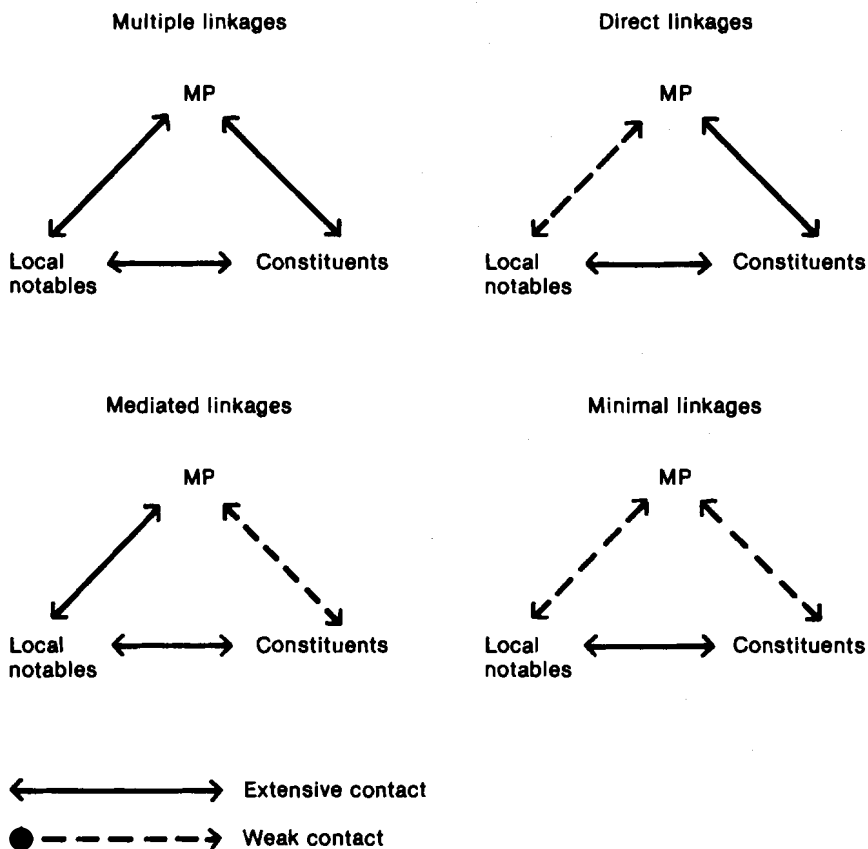 Multiple linkages
MP
Local
notables
Constituents
Direct linkages
MP
Local
notables
Constituents
Mediated linkages
MP
Local
notables
Constituents
Minimal linkages
MP
Local
notables
Constituents
Extensive contact
Weak contact